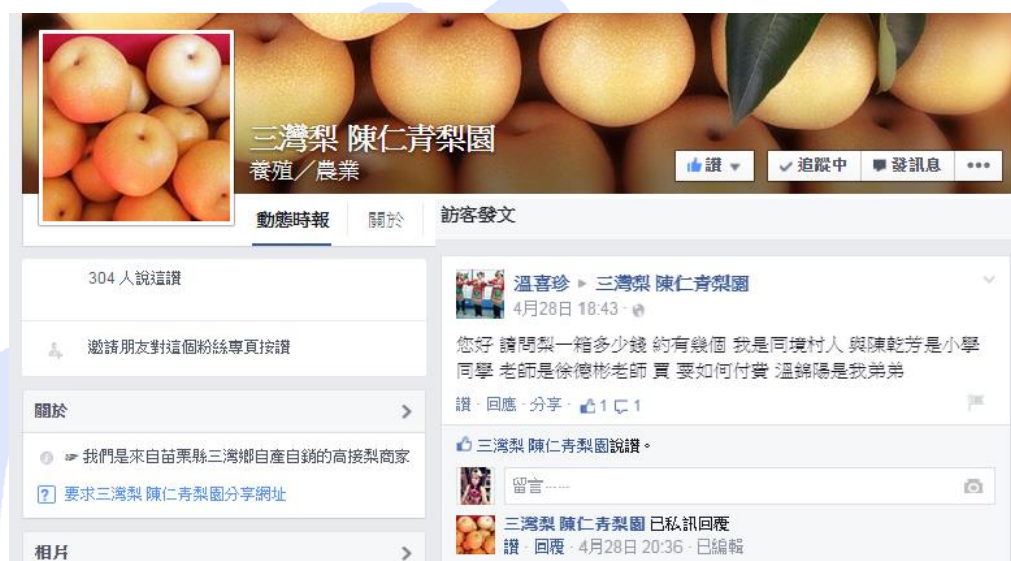 三灣梨 陳仁青梨園
養殖／農業
讚
追蹤中
發訊息
動態時報 關於
304 人說這讚
邀請朋友對這個粉絲專頁按讚
關於
☞ 我們是來自苗栗縣三灣鄉自產自銷的高接梨商家
要求三灣梨 陳仁青梨園分享網址
相片
訪客發文
溫喜珍 ▶ 三灣梨 陳仁青梨園
4月28日 18:43 ·
您好 請問梨一箱多少錢 約有幾個 我是同境村人 與陳乾芳是小學
同學 老師是徐德彬老師 買 要如何付費 溫錦陽是我弟弟
讚 · 回應 · 分享 · 1 1
三灣梨 陳仁青梨園說讚。
留言......
三灣梨 陳仁青梨園 已私訊回覆
讚 · 回覆 · 4月28日 20:36 · 已編輯